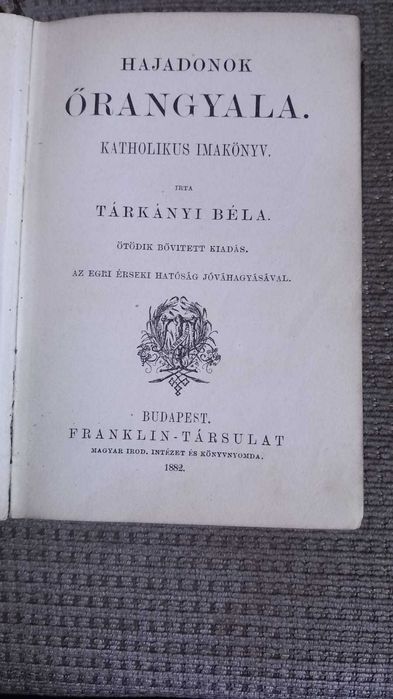 HAJADONOK
ŐRANGYALA.
KATHOLIKUS IMAKÖNYV.
IRTA
TÁRKÁNYI BÉLA.
ÖTÖDIK BŐVITETT KIADÁS.
AZ EGRI ÉRSEKI HATÓSÁG JÓVÁHAGYÁSÁVAL.
BUDAPEST.
FRANKLIN-TÁRSULAT
MAGYAR IROD. INTÉZET ÉS KÖNYVNYOMDA.
1882.